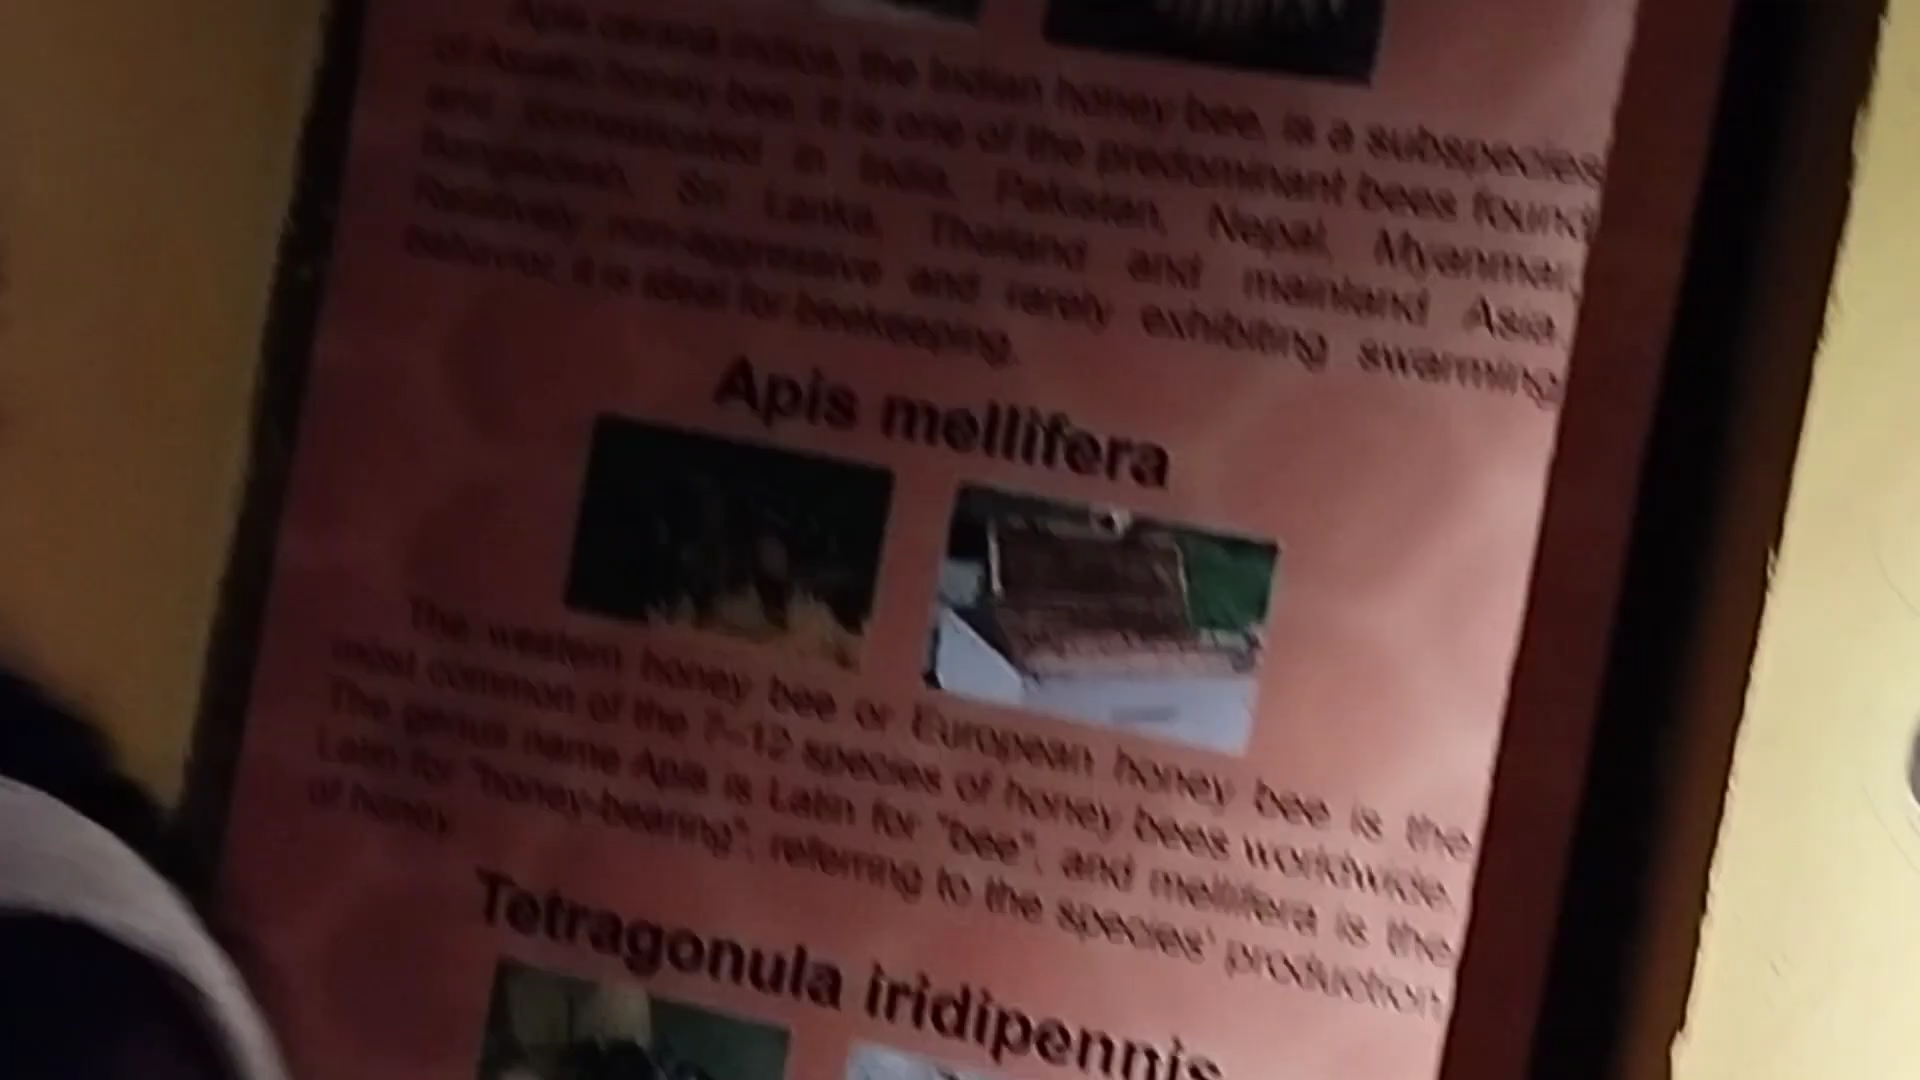 Apis cerana indica, the Indian honey bee, is a subspecies
of Asiatic honey bee. It is one of the predominant bees found
and domesticated in India, Pakistan, Nepal, Myanmar,
Bangladesh, Sri Lanka, Thailand and mainland Asia.
Relatively non-aggressive and rarely exhibiting swarming
behavior, it is ideal for beekeeping.
Apis mellifera
The western honey bee or European honey bee is the
most common of the 7–12 species of honey bees worldwide.
The genus name Apis is Latin for "bee", and mellifera is the
Latin for "honey-bearing", referring to the species' production
of honey.
Tetragonula iridipennis